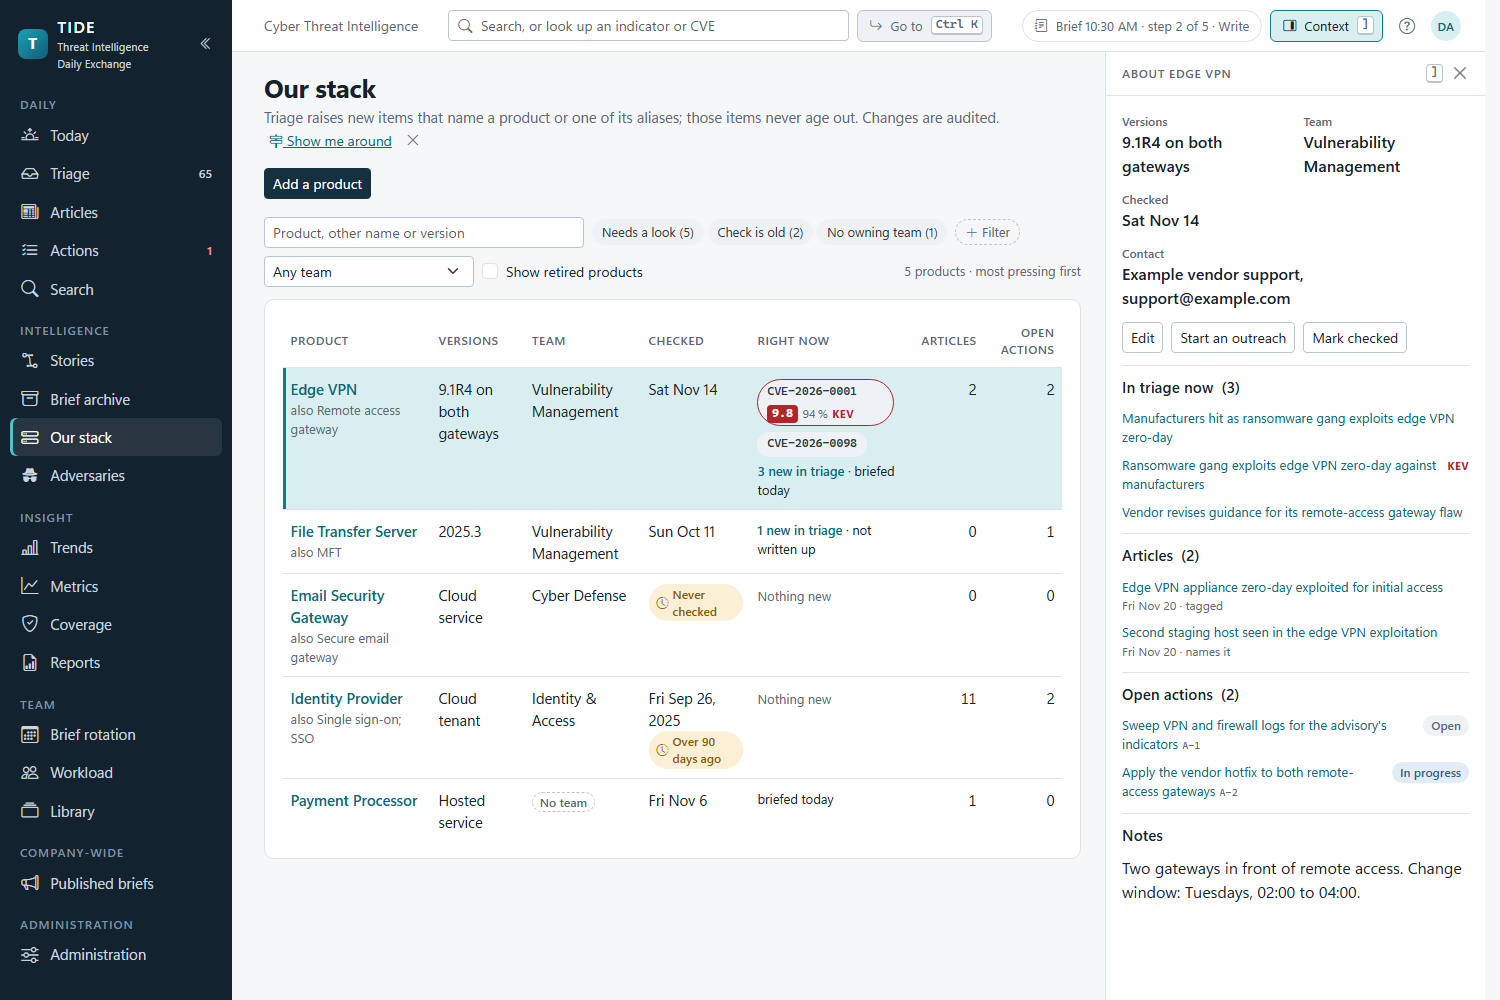 T
TIDE
Threat Intelligence
Daily Exchange
DAILY
Today
Triage 65
Articles
Actions 1
Search
INTELLIGENCE
Stories
Brief archive
Our stack
Adversaries
INSIGHT
Trends
Metrics
Coverage
Reports
TEAM
Brief rotation
Workload
Library
COMPANY-WIDE
Published briefs
ADMINISTRATION
Administration
Cyber Threat Intelligence
Search, or look up an indicator or CVE
Go to Ctrl K
Brief 10:30 AM · step 2 of 5 · Write
Context ]
DA
Our stack
Triage raises new items that name a product or one of its aliases; those items never age out. Changes are audited.
Show me around
Add a product
Product, other name or version
Needs a look (5)
Check is old (2)
No owning team (1)
+ Filter
Any team
Show retired products
5 products · most pressing first
PRODUCT VERSIONS TEAM CHECKED RIGHT NOW ARTICLES OPEN ACTIONS
Edge VPN
also Remote access
gateway
9.1R4 on
both
gateways
Vulnerability
Management
Sat Nov 14
CVE-2026-0001
9.8 94 % KEV
CVE-2026-0098
3 new in triage · briefed
today
2
2
File Transfer Server
also MFT
2025.3
Vulnerability
Management
Sun Oct 11
1 new in triage · not
written up
0
1
Email Security
Gateway
also Secure email
gateway
Cloud
service
Cyber Defense
Never
checked
Nothing new
0
0
Identity Provider
also Single sign-on;
SSO
Cloud
tenant
Identity &
Access
Fri Sep 26,
2025
Over 90
days ago
Nothing new
11
2
Payment Processor
Hosted
service
No team
Fri Nov 6
briefed today
1
0
ABOUT EDGE VPN ]
Versions
9.1R4 on both
gateways
Team
Vulnerability
Management
Checked
Sat Nov 14
Contact
Example vendor support,
support@example.com
Edit
Start an outreach
Mark checked
In triage now (3)
Manufacturers hit as ransomware gang exploits edge VPN
zero-day
Ransomware gang exploits edge VPN zero-day against KEV
manufacturers
Vendor revises guidance for its remote-access gateway flaw
Articles (2)
Edge VPN appliance zero-day exploited for initial access
Fri Nov 20 · tagged
Second staging host seen in the edge VPN exploitation
Fri Nov 20 · names it
Open actions (2)
Sweep VPN and firewall logs for the advisory's Open
indicators A-1
Apply the vendor hotfix to both remote- In progress
access gateways A-2
Notes
Two gateways in front of remote access. Change
window: Tuesdays, 02:00 to 04:00.